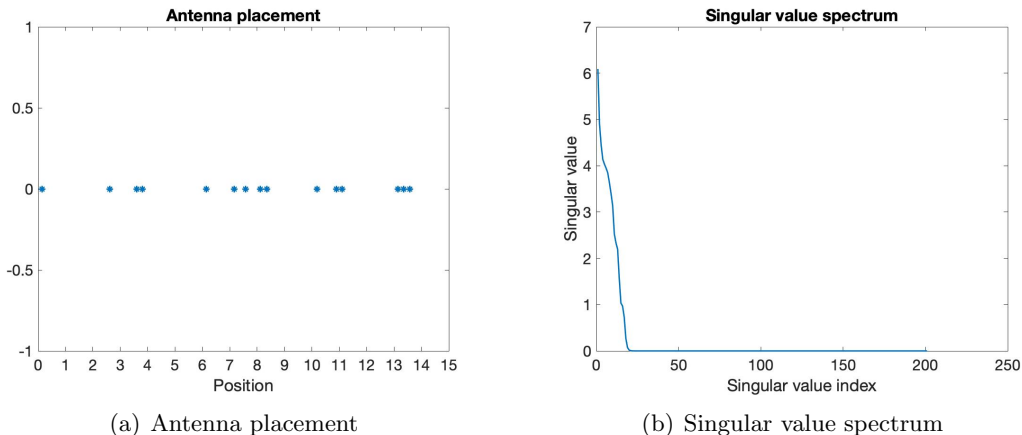 Antenna placement
1
0.5
0
-0.5
-1
0 1 2 3 4 5 6 7 8 9 10 11 12 13 14 15
Position
(a) Antenna placement
Singular value spectrum
7
6
5
4
3
2
1
0
Singular value
0 50 100 150 200 250
Singular value index
(b) Singular value spectrum